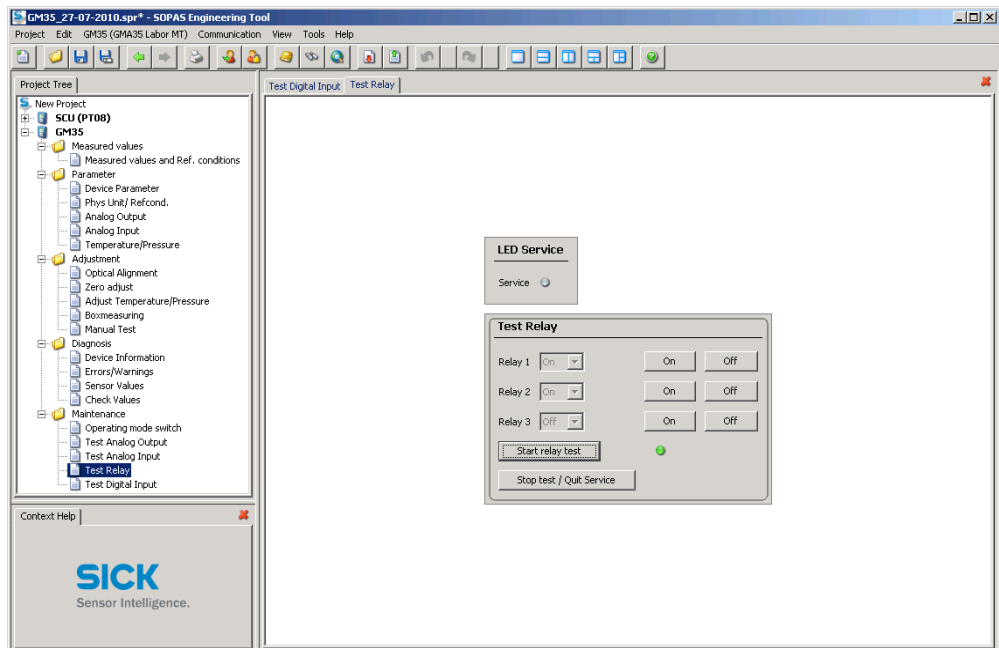 GM35_27-07-2010.spr* - SOPAS Engineering Tool
Project Edit GM35 (GMA35 Labor MT) Communication View Tools Help
Project Tree
New Project
SCU (PT08)
GM35
Measured values
Measured values and Ref. conditions
Parameter
Device Parameter
Phys Unit/ Refcond.
Analog Output
Analog Input
Temperature/Pressure
Adjustment
Optical Alignment
Zero adjust
Adjust Temperature/Pressure
Boxmeasuring
Manual Test
Diagnosis
Device Information
Errors/Warnings
Sensor Values
Check Values
Maintenance
Operating mode switch
Test Analog Output
Test Analog Input
Test Relay
Test Digital Input
Context Help
SICK
Sensor Intelligence.
Test Digital Input Test Relay
LED Service
Service
Test Relay
Relay 1 On On Off
Relay 2 On On Off
Relay 3 Off On Off
Start relay test
Stop test / Quit Service